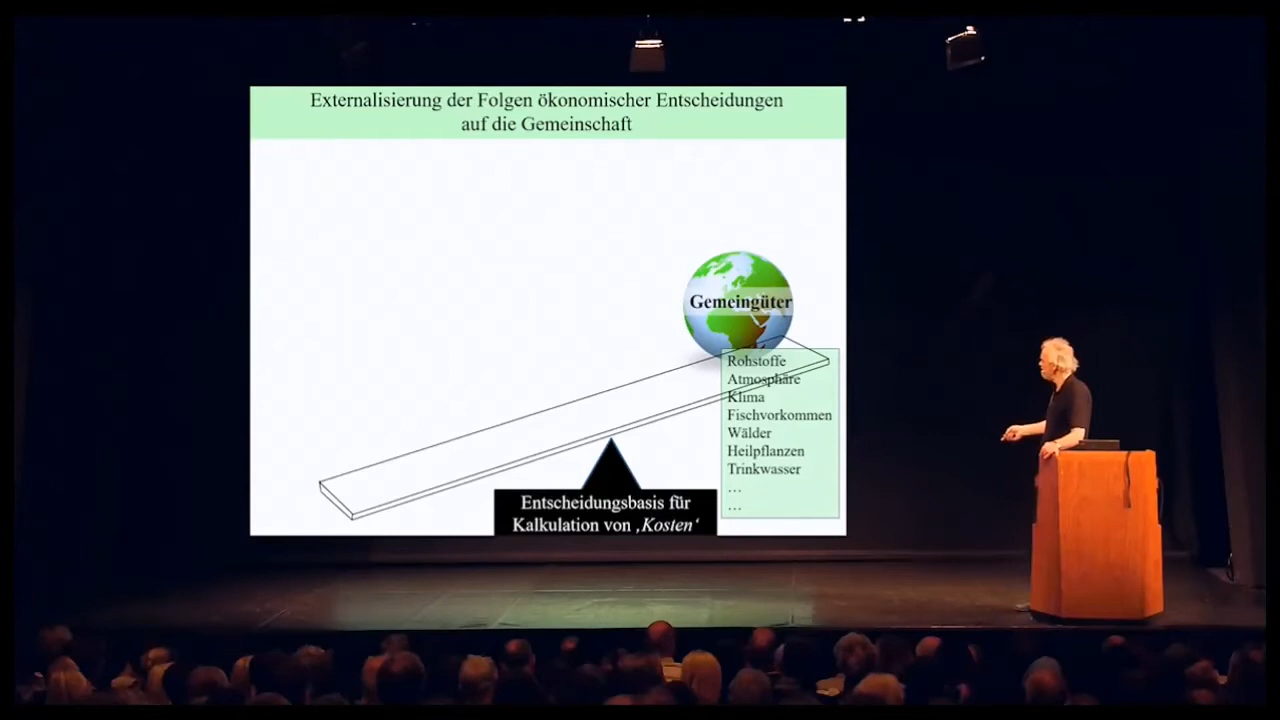 Externalisierung der Folgen ökonomischer Entscheidungen
auf die Gemeinschaft
Gemeingüter
Rohstoffe
Atmosphäre
Klima
Fischvorkommen
Wälder
Heilpflanzen
Trinkwasser
…
…
Entscheidungsbasis für
Kalkulation von ‚Kosten‘